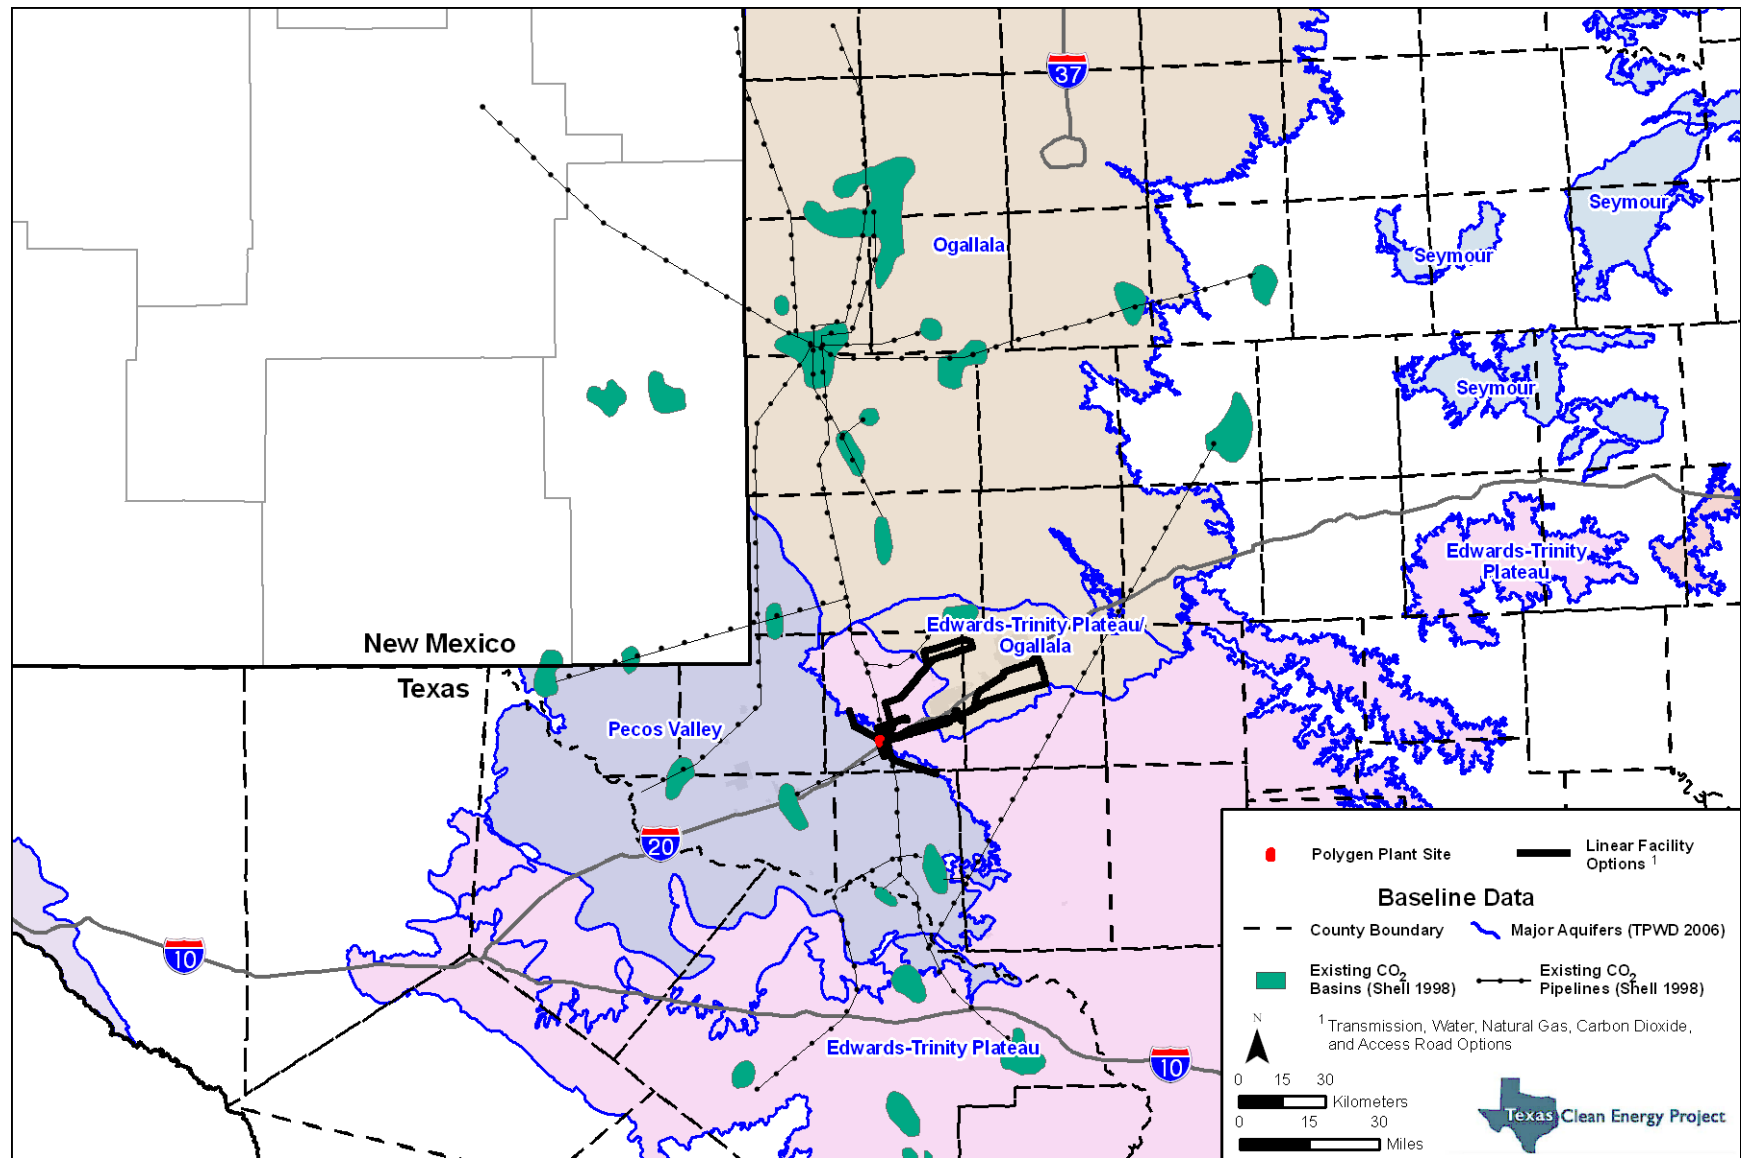 37
Ogallala
Seymour
Seymour
Seymour
Edwards-Trinity
Plateau
Edwards-Trinity Plateau/
Ogallala
New Mexico
Texas
Pecos Valley
20
10
Edwards-Trinity Plateau
10
Polygen Plant Site
Linear Facility
Options 1
Baseline Data
County Boundary
Major Aquifers (TPWD 2006)
Existing CO2
Basins (Shell 1998)
Existing CO2
Pipelines (Shell 1998)
N
1 Transmission, Water, Natural Gas, Carbon Dioxide,
and Access Road Options
0 15 30
Kilometers
0 15 30
Miles
Texas Clean Energy Project